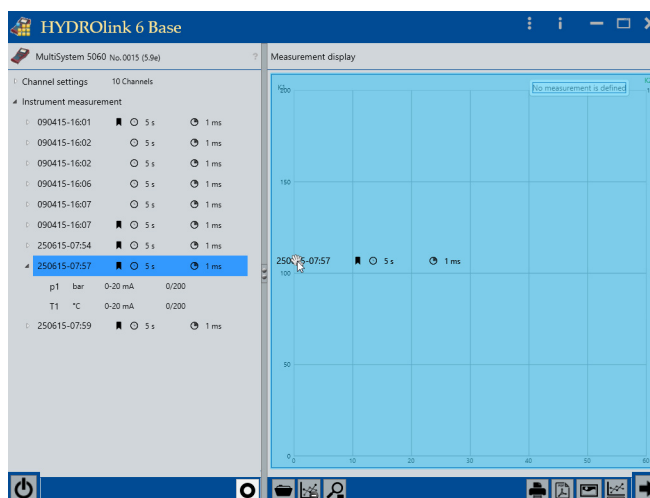 HYDROlink 6 Base
MultiSystem 5060 No. 0015 (5.9e) ?
Measurement display
Channel settings 10 Channels
Instrument measurement
090415-16:01 5 s 1 ms
090415-16:02 5 s 1 ms
090415-16:02 5 s 1 ms
090415-16:06 5 s 1 ms
090415-16:07 5 s 1 ms
090415-16:07 5 s 1 ms
250615-07:54 5 s 1 ms
250615-07:57 5 s 1 ms
p1 bar 0-20 mA 0/200
T1 °C 0-20 mA 0/200
250615-07:59 5 s 1 ms
No measurement is defined
200
150
5-07:57 5 s 1 ms
100
50
0
0 10 20 30 40 50 60